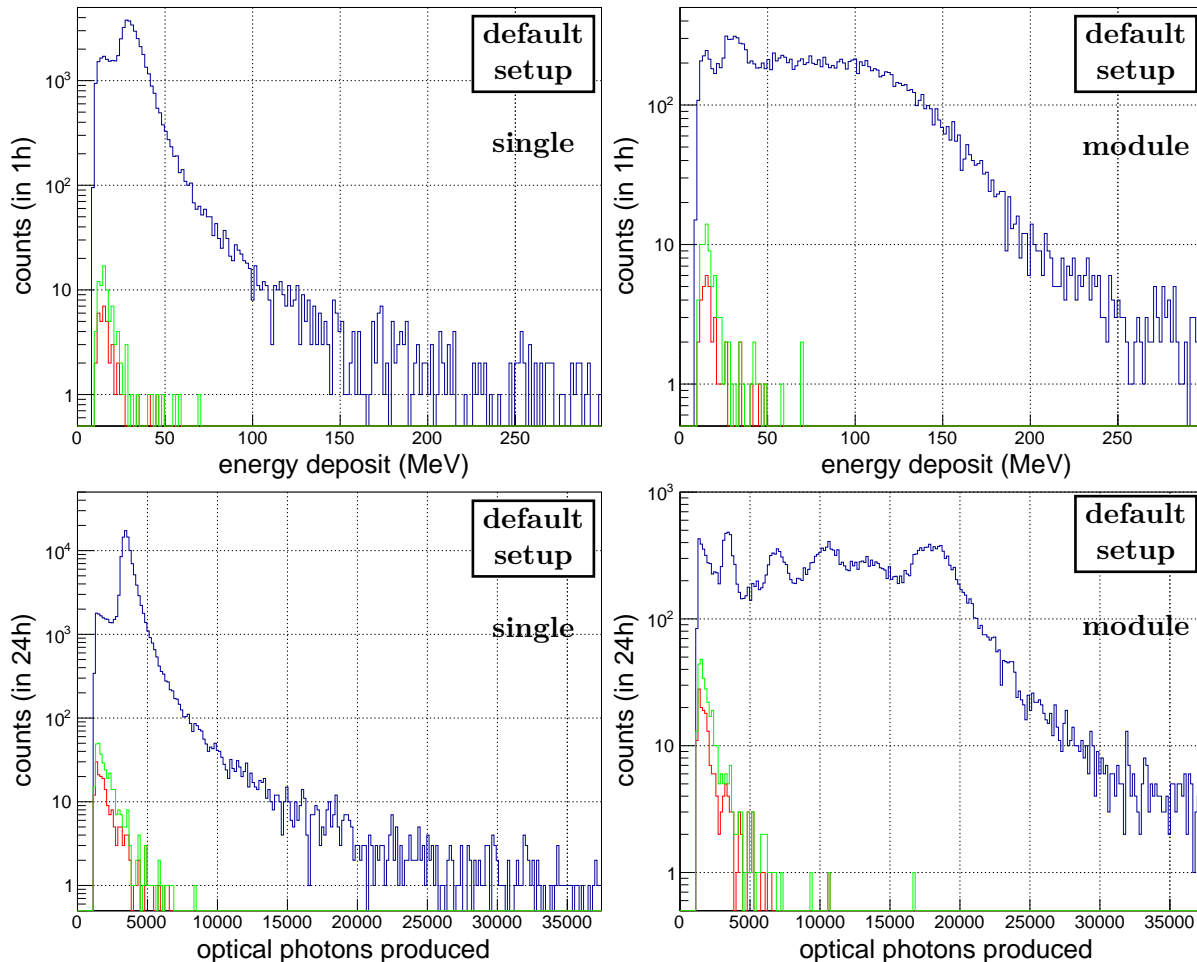 default
setup
single
counts (in 1h)
10³
10²
10
1
0 50 100 150 200 250
energy deposit (MeV)
default
setup
module
counts (in 1h)
10²
10
1
0 50 100 150 200 250
energy deposit (MeV)
default
setup
single
counts (in 24h)
10⁴
10³
10²
10
1
0 5000 10000 15000 20000 25000 30000 35000
optical photons produced
default
setup
module
counts (in 24h)
10³
10²
10
1
0 5000 10000 15000 20000 25000 30000 35000
optical photons produced